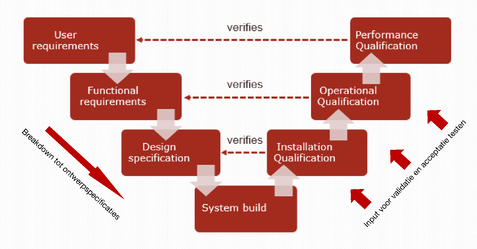 verifies
User
requirements
Performance
Qualification
verifies
Functional
requirements
Operational
Qualification
verifies
Design
specification
Installation
Qualification
System build
Breakdown tot ontwerpspecificaties
Input voor validatie en acceptatie testen